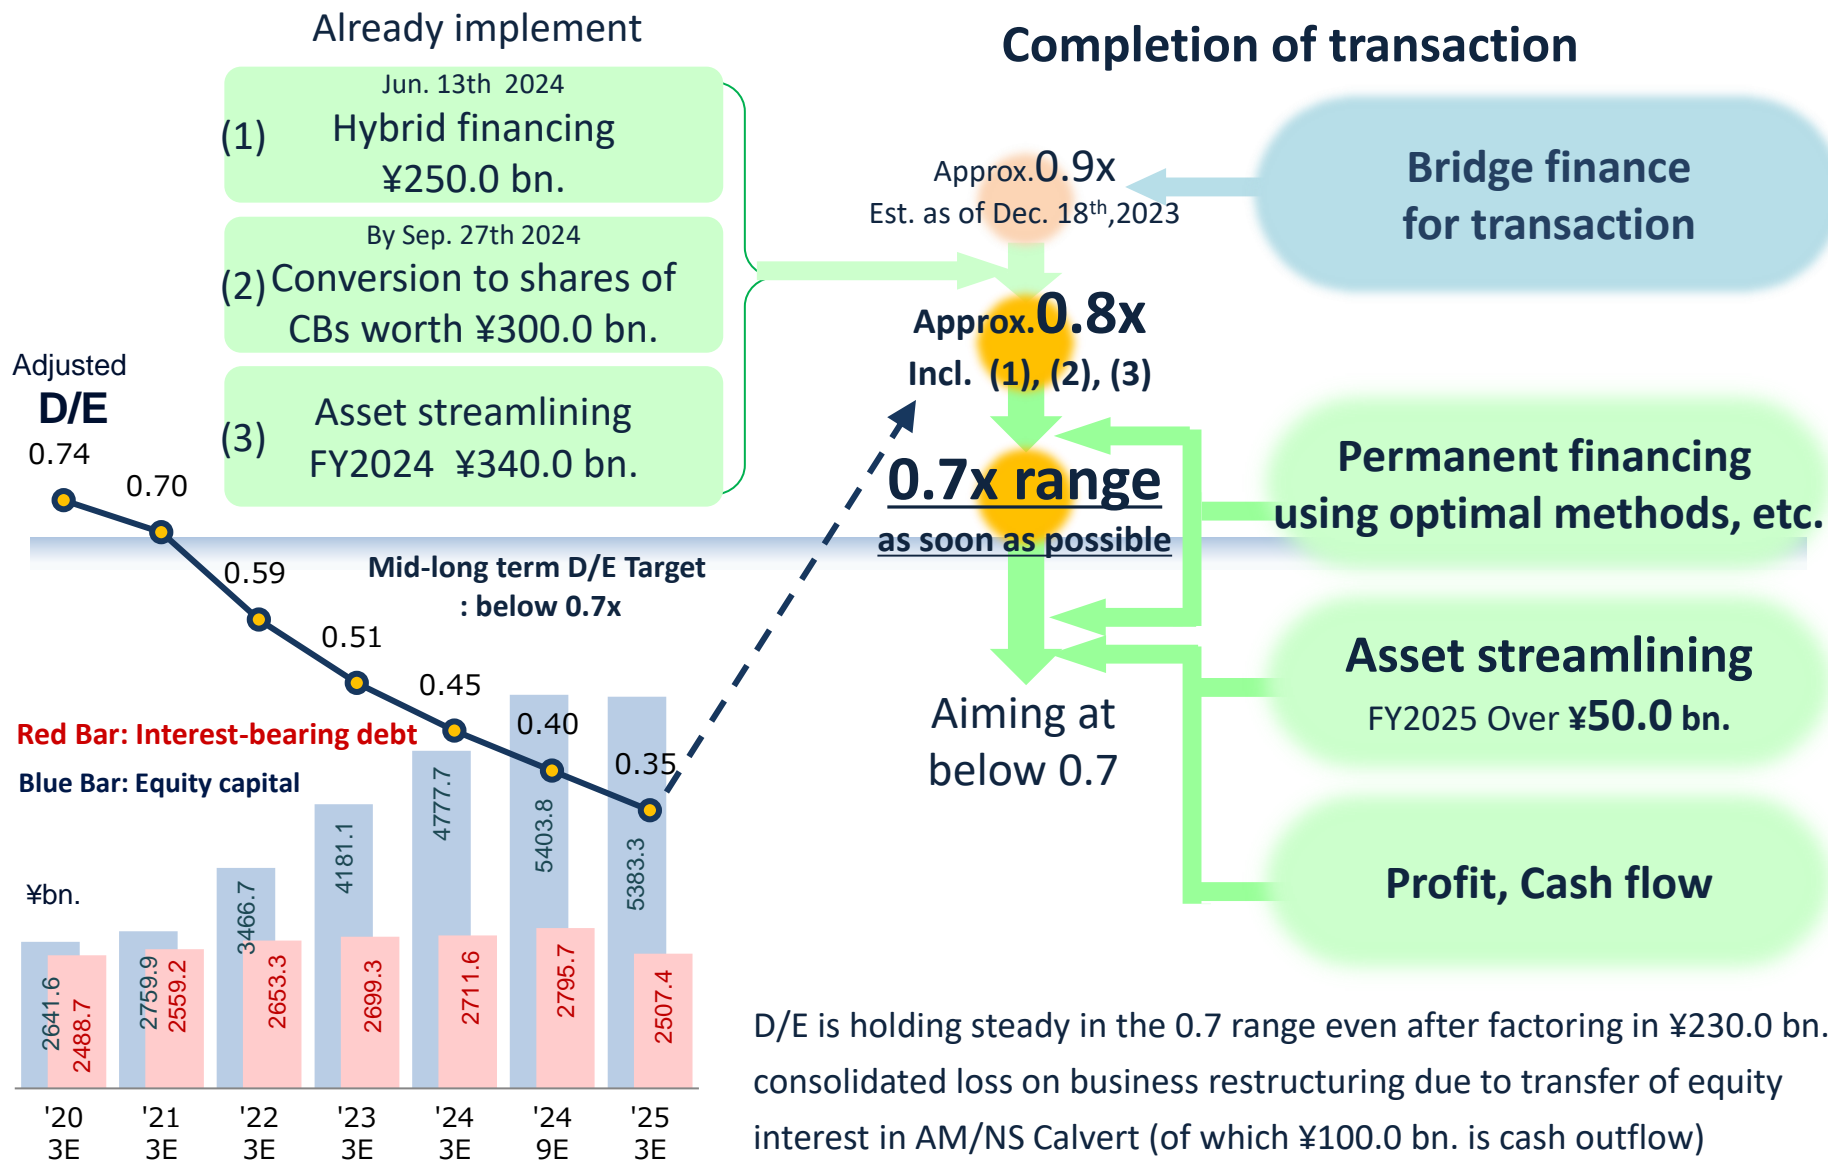 Already implement
Jun. 13th 2024
(1) Hybrid financing
¥250.0 bn.
By Sep. 27th 2024
(2) Conversion to shares of
CBs worth ¥300.0 bn.
(3) Asset streamlining
FY2024 ¥340.0 bn.
Completion of transaction
Approx.0.9x
Est. as of Dec. 18th,2023
Bridge finance
for transaction
Approx.0.8x
Incl. (1), (2), (3)
0.7x range
as soon as possible
Permanent financing
using optimal methods, etc.
Asset streamlining
FY2025 Over ¥50.0 bn.
Aiming at
below 0.7
Profit, Cash flow
Adjusted
D/E
0.74
0.70
0.59
0.51
0.45
0.40
0.35
Mid-long term D/E Target
: below 0.7x
Red Bar: Interest-bearing debt
Blue Bar: Equity capital
¥bn.
2641.6
2488.7
2759.9
2559.2
3466.7
2653.3
4181.1
2699.3
4777.7
2711.6
5403.8
2795.7
5383.3
2507.4
'20 '21 '22 '23 '24 '24 '25
3E 3E 3E 3E 3E 9E 3E
D/E is holding steady in the 0.7 range even after factoring in ¥230.0 bn.
consolidated loss on business restructuring due to transfer of equity
interest in AM/NS Calvert (of which ¥100.0 bn. is cash outflow)